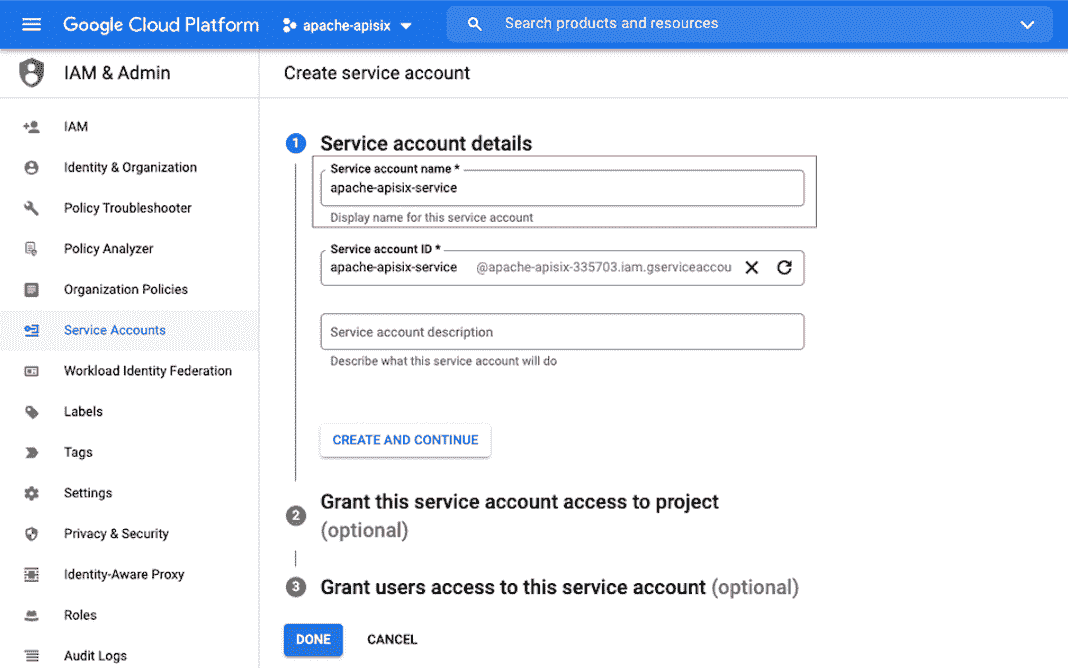 Google Cloud Platform
apache-apisix
Search products and resources
IAM & Admin
Create service account
IAM
Identity & Organization
Policy Troubleshooter
Policy Analyzer
Organization Policies
Service Accounts
Workload Identity Federation
Labels
Tags
Settings
Privacy & Security
Identity-Aware Proxy
Roles
Audit Logs
1 Service account details
Service account name *
apache-apisix-service
Display name for this service account
Service account ID *
apache-apisix-service @apache-apisix-335703.iam.gserviceaccou
Service account description
Describe what this service account will do
CREATE AND CONTINUE
2 Grant this service account access to project
(optional)
3 Grant users access to this service account (optional)
DONE CANCEL